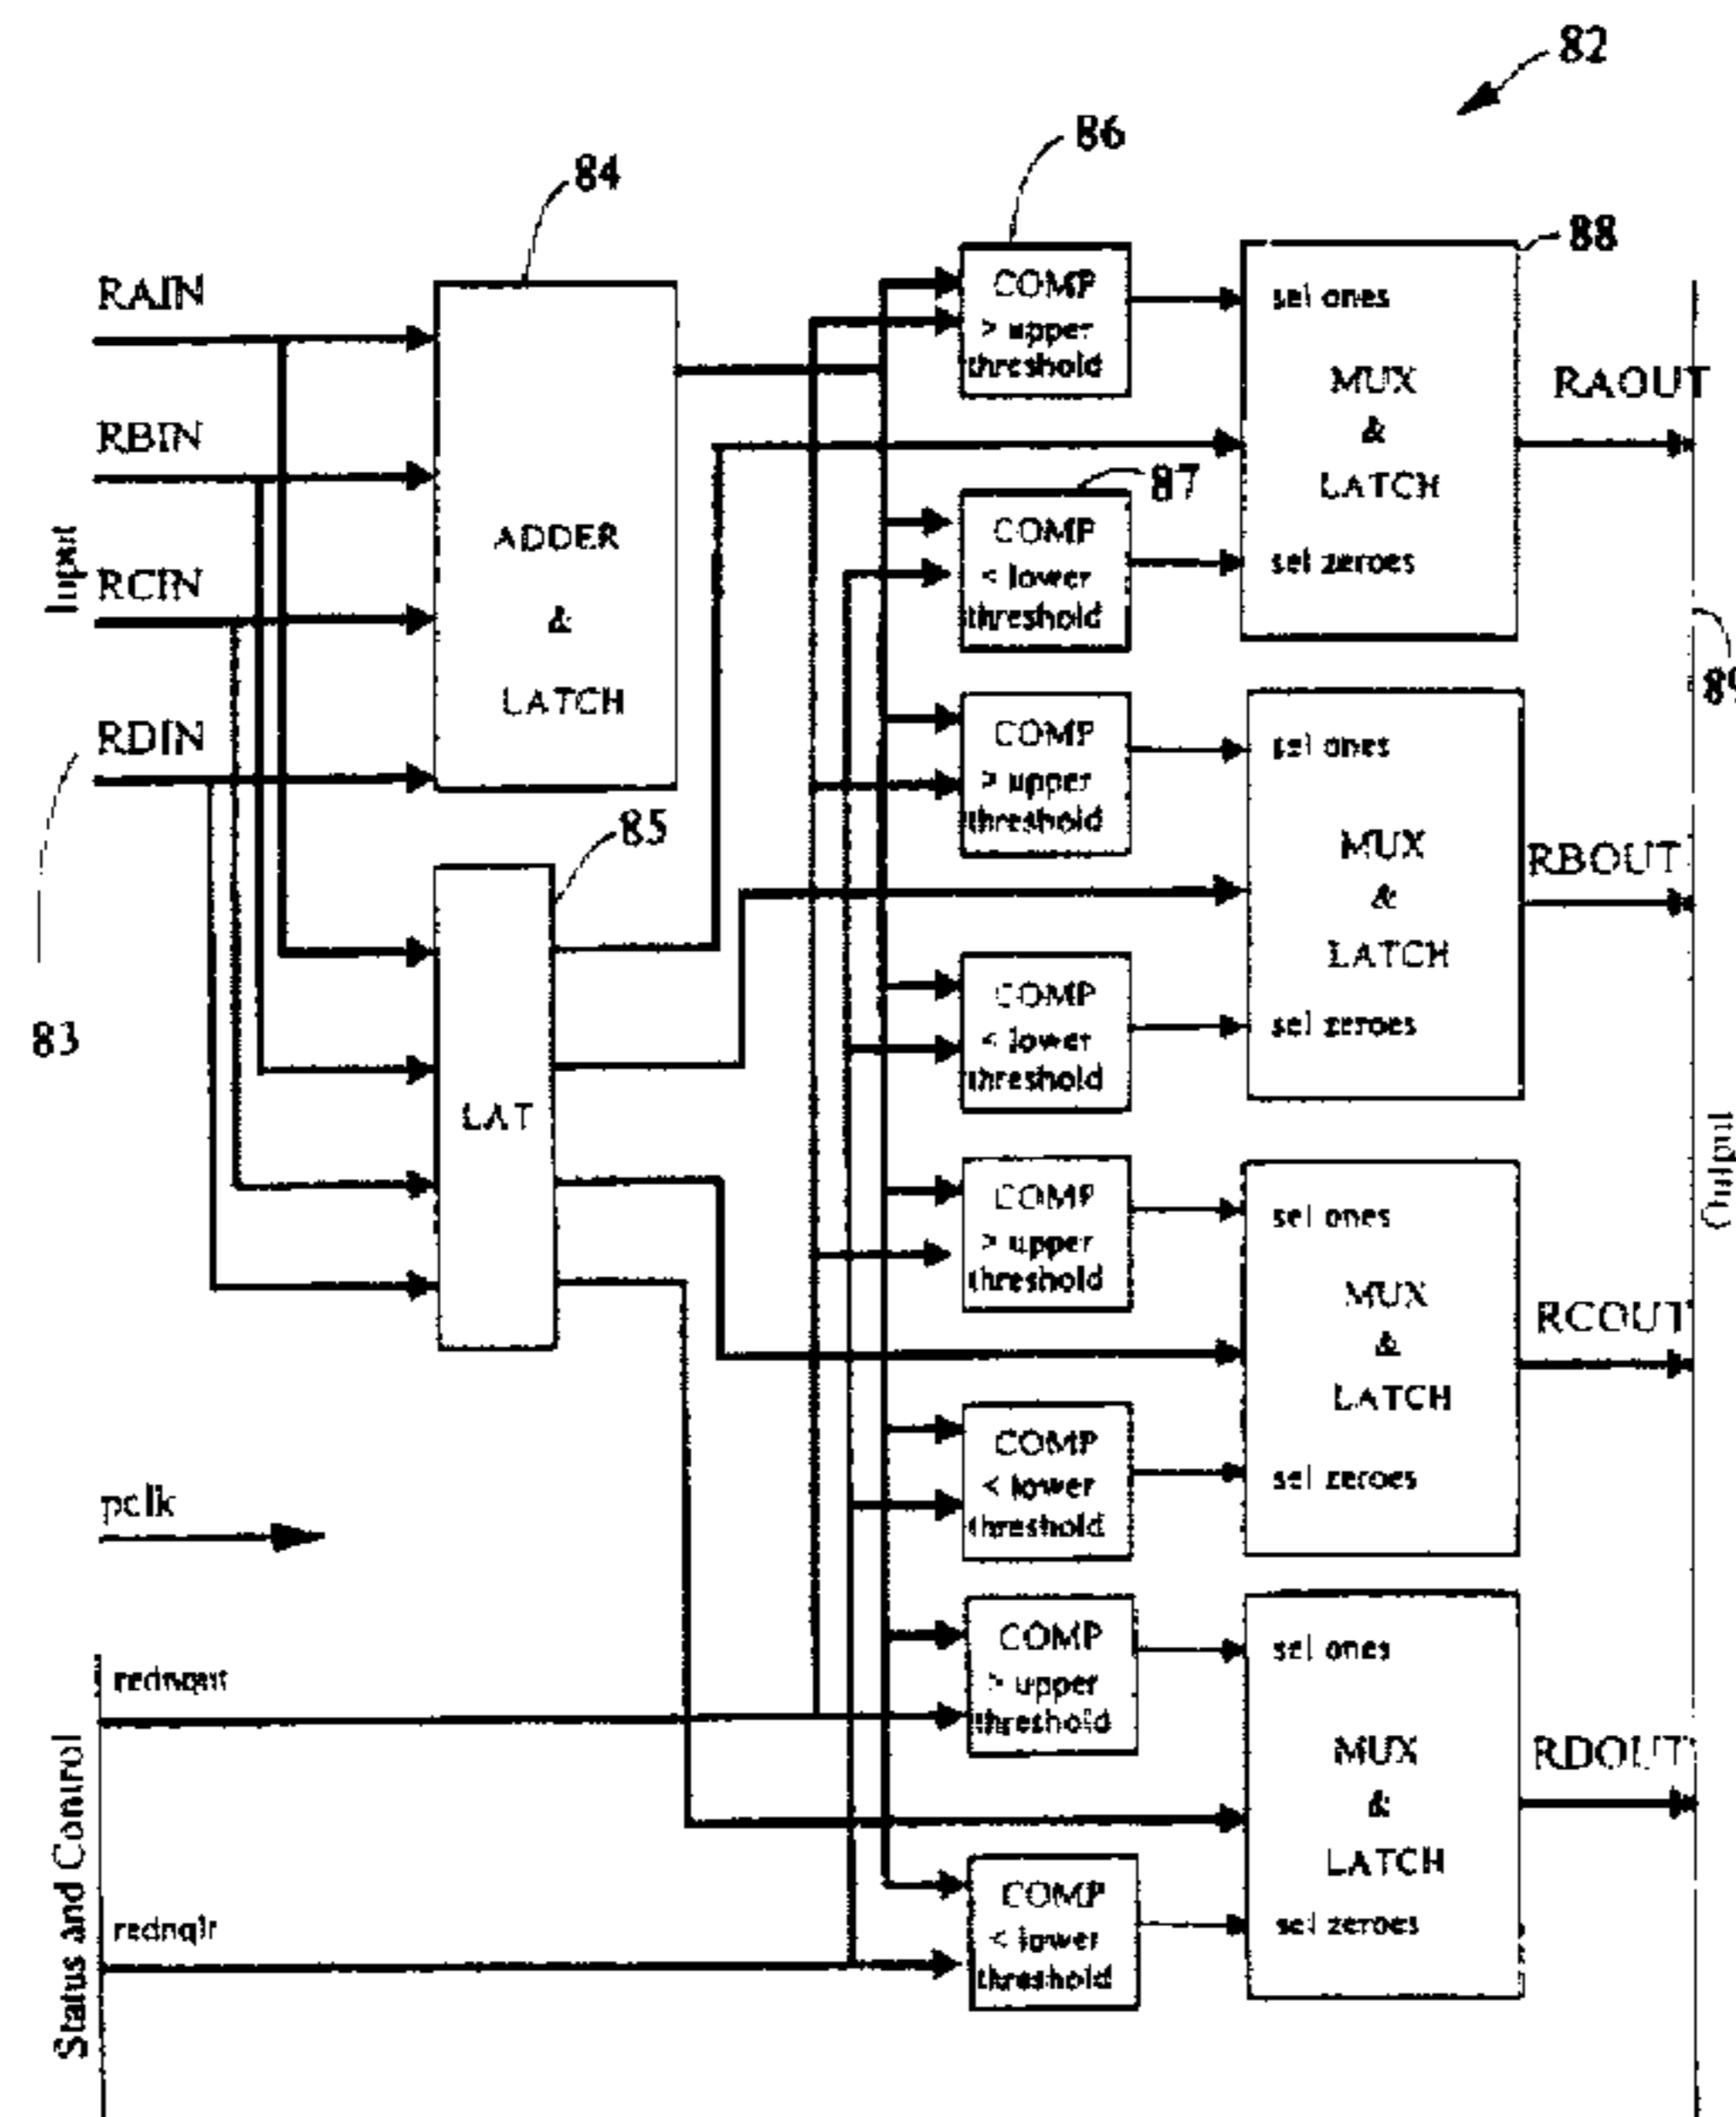 82
84
86
88
RAIN
RBIN
Input
RCIN
RDIN
83
ADDER
&
LATCH
85
LAT
pclk
Status and Control
rednqlt
COMP
> upper
threshold
87
COMP
< lower
threshold
COMP
> upper
threshold
COMP
< lower
threshold
COMP
> upper
threshold
COMP
< lower
threshold
COMP
> upper
threshold
COMP
< lower
threshold
sel ones
MUX
&
LATCH
sel zeroes
RAOUT
sel ones
MUX
&
LATCH
sel zeroes
RBOUT
sel ones
MUX
&
LATCH
sel zeroes
RCOUT
sel ones
MUX
&
LATCH
sel zeroes
RDOUT
Output